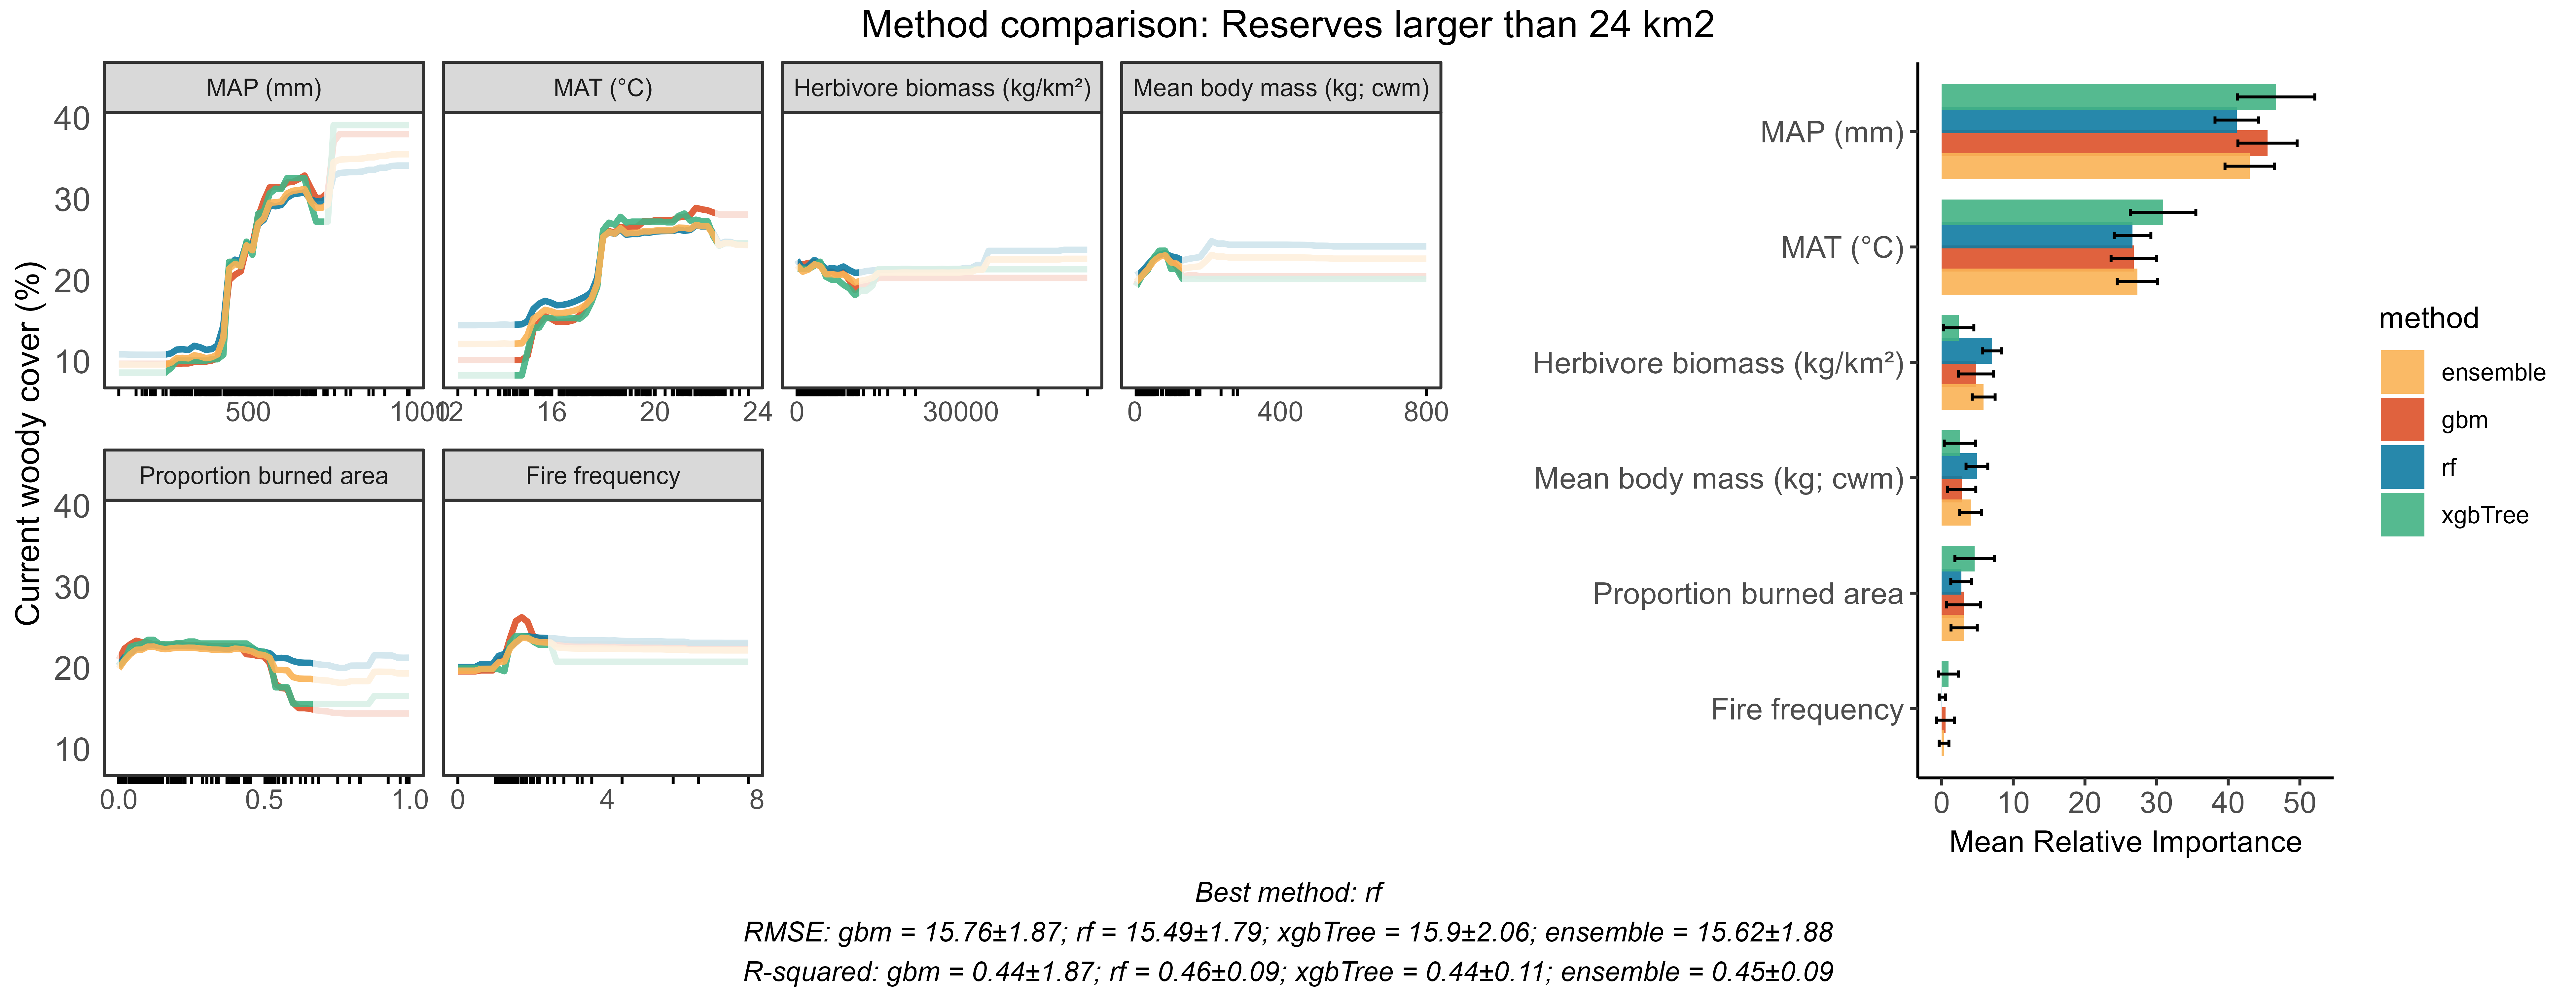 Method comparison: Reserves larger than 24 km2
Current woody cover (%)
MAP (mm)
MAT (°C)
Herbivore biomass (kg/km²)
Mean body mass (kg; cwm)
40
30
20
10
500
1000
12
16
20
24
0
30000
0
400
800
Proportion burned area
Fire frequency
40
30
20
10
0.0
0.5
1.0
0
4
8
MAP (mm)
MAT (°C)
Herbivore biomass (kg/km²)
Mean body mass (kg; cwm)
Proportion burned area
Fire frequency
0
10
20
30
40
50
Mean Relative Importance
method
ensemble
gbm
rf
xgbTree
Best method: rf
RMSE: gbm = 15.76±1.87; rf = 15.49±1.79; xgbTree = 15.9±2.06; ensemble = 15.62±1.88
R-squared: gbm = 0.44±1.87; rf = 0.46±0.09; xgbTree = 0.44±0.11; ensemble = 0.45±0.09